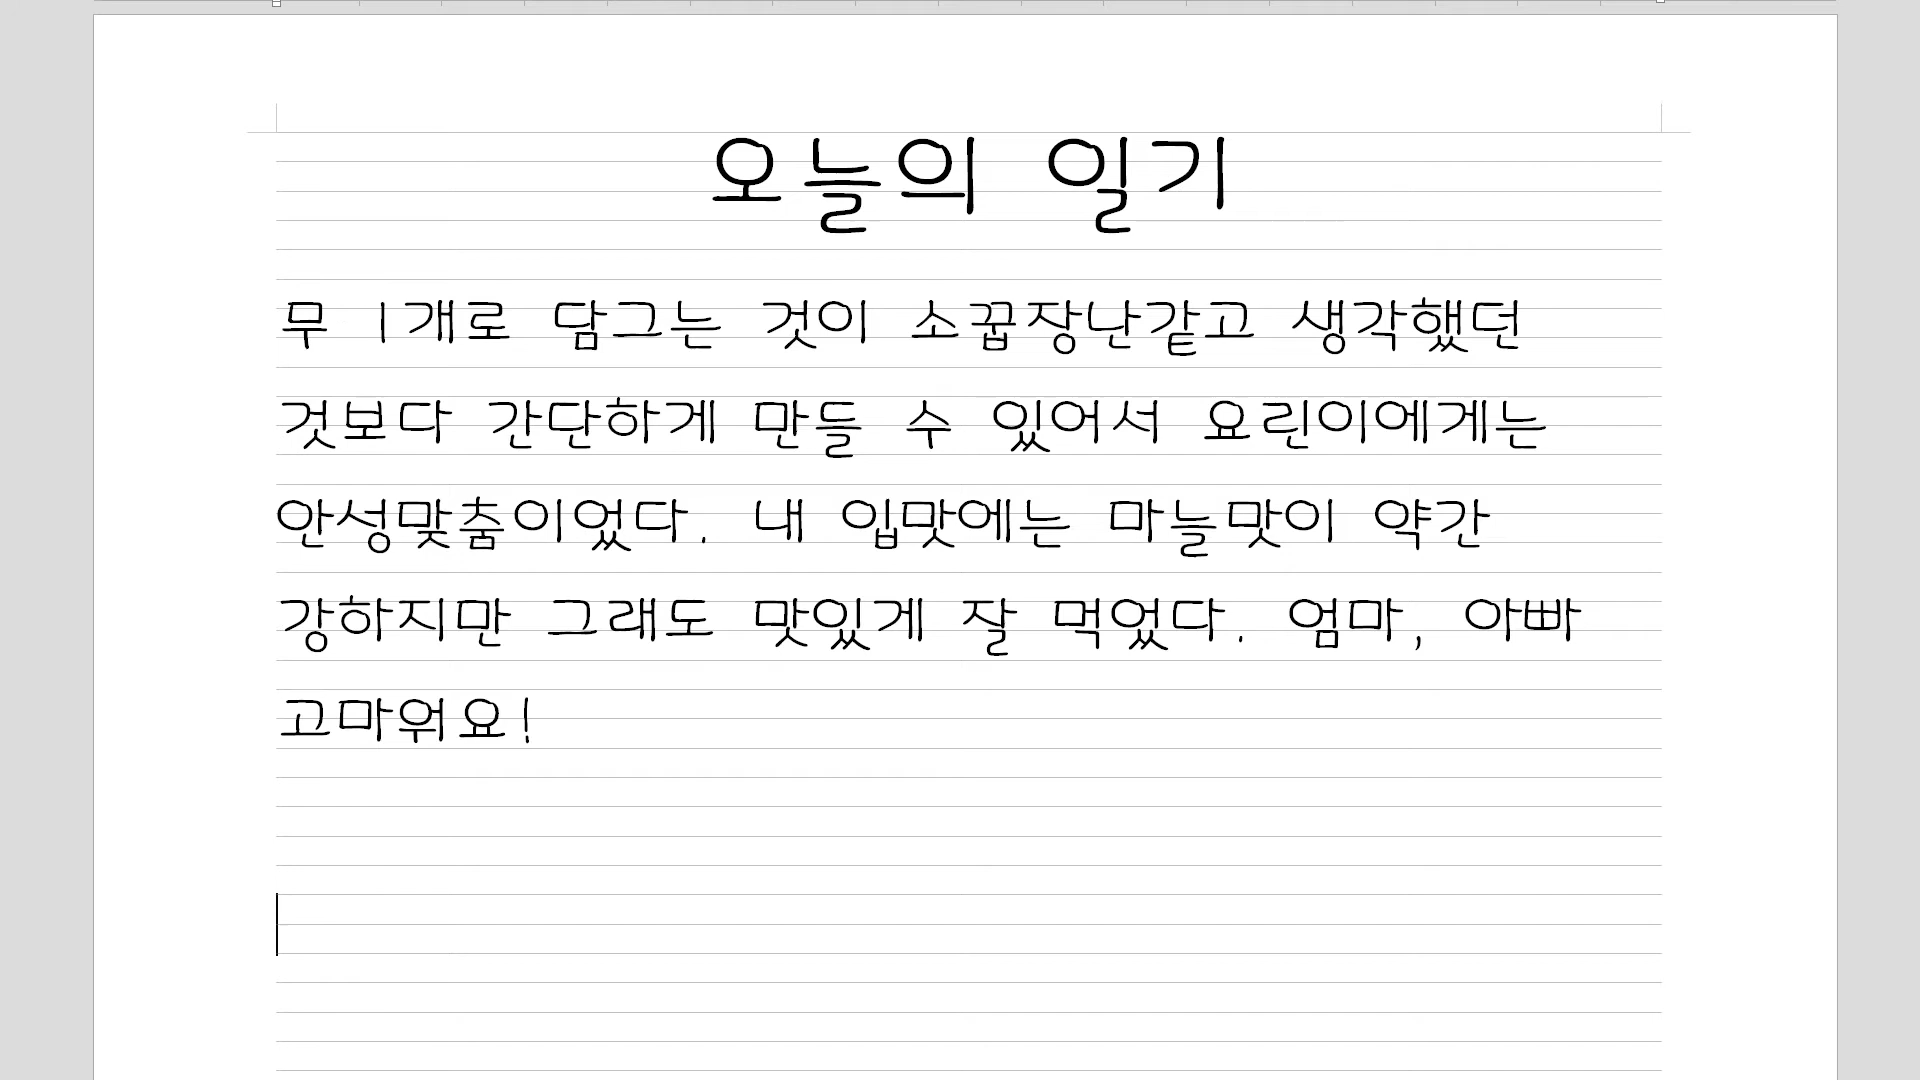 오늘의 일기
무 1개로 담그는 것이 소꿉장난같고 생각했던
것보다 간단하게 만들 수 있어서 요린이에게는
안성맞춤이었다. 내 입맛에는 마늘맛이 약간
강하지만 그래도 맛있게 잘 먹었다. 엄마, 아빠
고마워요!